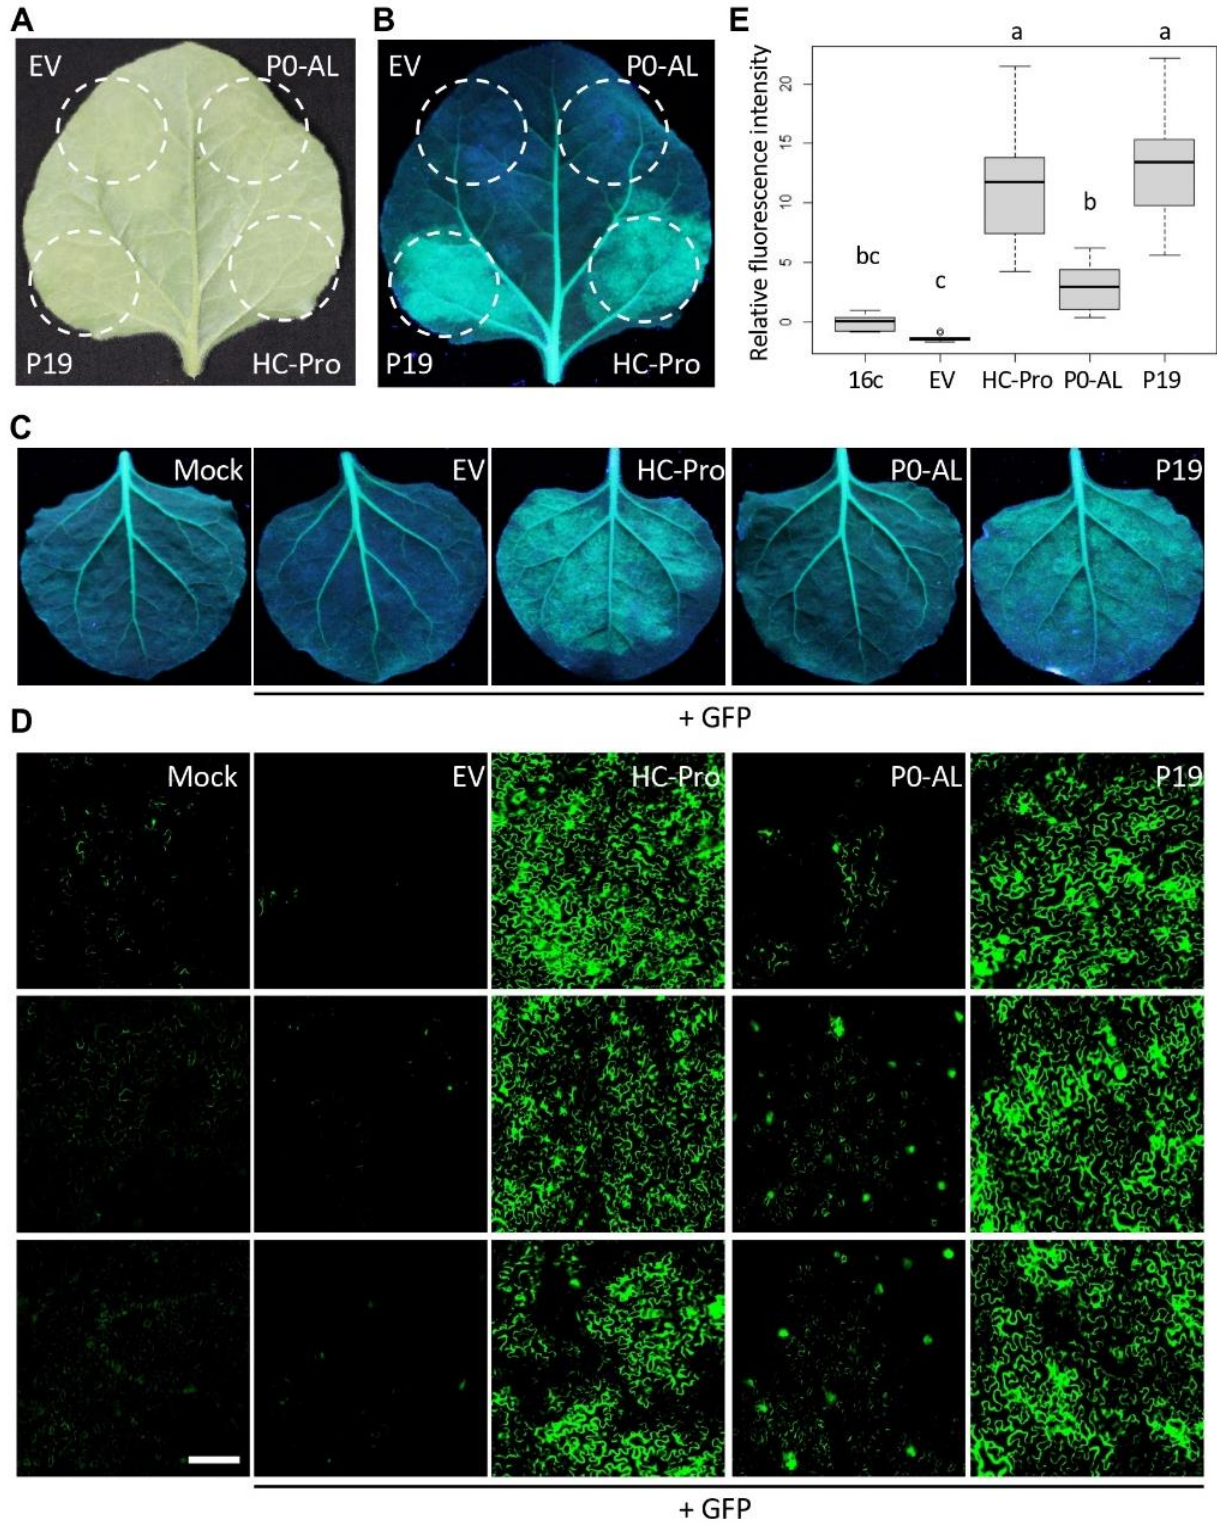 A
EV
P0-AL
P19
HC-Pro
B
EV
P0-AL
P19
HC-Pro
E
a
a
b
bc
c
Relative fluorescence intensity
20
15
10
5
0
16c
EV
HC-Pro
P0-AL
P19
C
Mock
EV
HC-Pro
P0-AL
P19
+ GFP
D
Mock
EV
HC-Pro
P0-AL
P19
+ GFP